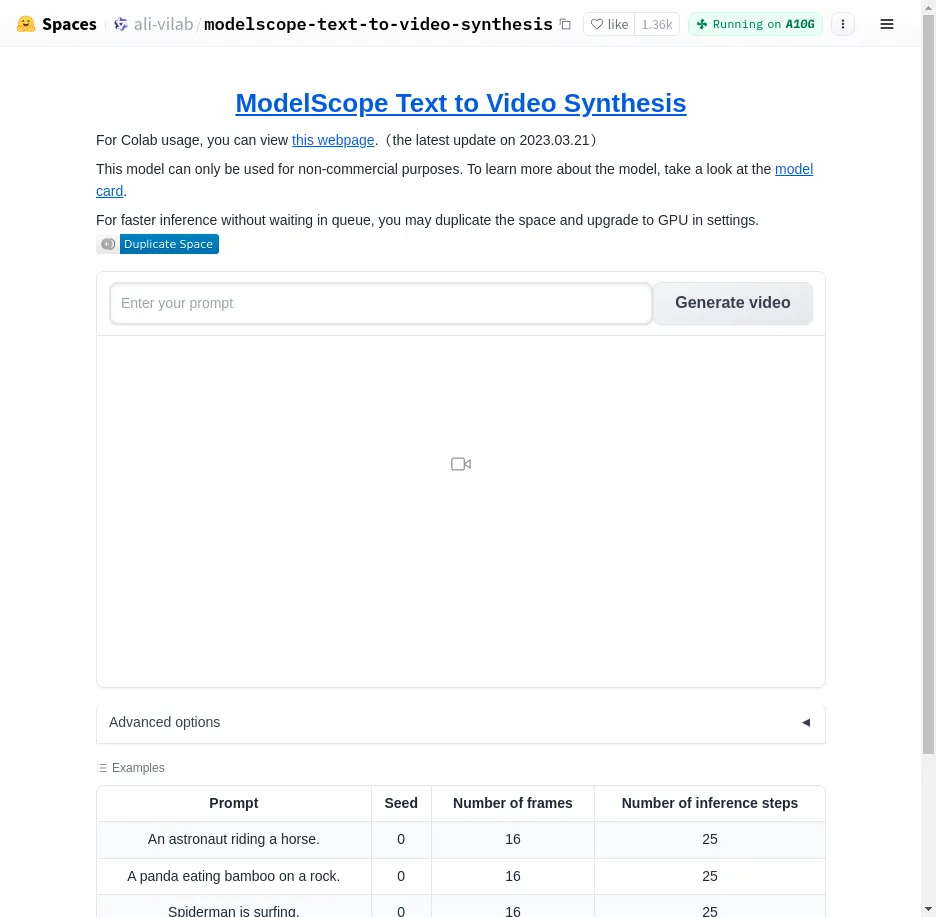 Spaces ali-vilab/modelscope-text-to-video-synthesis like 1.36k Running on A10G
ModelScope Text to Video Synthesis
For Colab usage, you can view this webpage.（the latest update on 2023.03.21）
This model can only be used for non-commercial purposes. To learn more about the model, take a look at the model
card.
For faster inference without waiting in queue, you may duplicate the space and upgrade to GPU in settings.
Duplicate Space
Enter your prompt Generate video
Advanced options
Examples
Prompt Seed Number of frames Number of inference steps
An astronaut riding a horse. 0 16 25
A panda eating bamboo on a rock. 0 16 25
Spiderman is surfing. 0 16 25